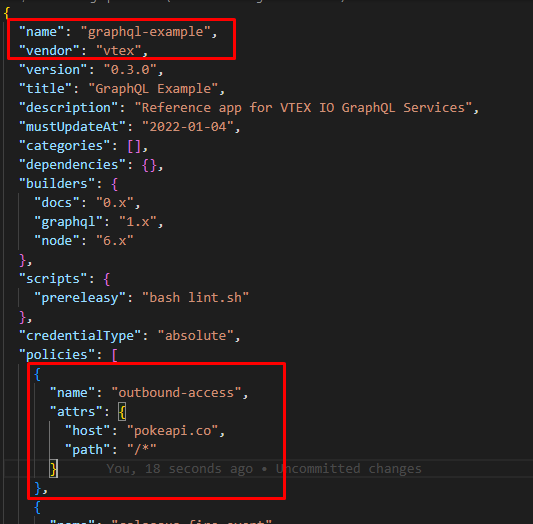 {
"name": "graphql-example",
"vendor": "vtex",
"version": "0.3.0",
"title": "GraphQL Example",
"description": "Reference app for VTEX IO GraphQL Services",
"mustUpdateAt": "2022-01-04",
"categories": [],
"dependencies": {},
"builders": {
"docs": "0.x",
"graphql": "1.x",
"node": "6.x"
},
"scripts": {
"prereleasy": "bash lint.sh"
},
"credentialType": "absolute",
"policies": [
{
"name": "outbound-access",
"attrs": {
"host": "pokeapi.co",
"path": "/*"
} You, 18 seconds ago • Uncommitted changes
},
{